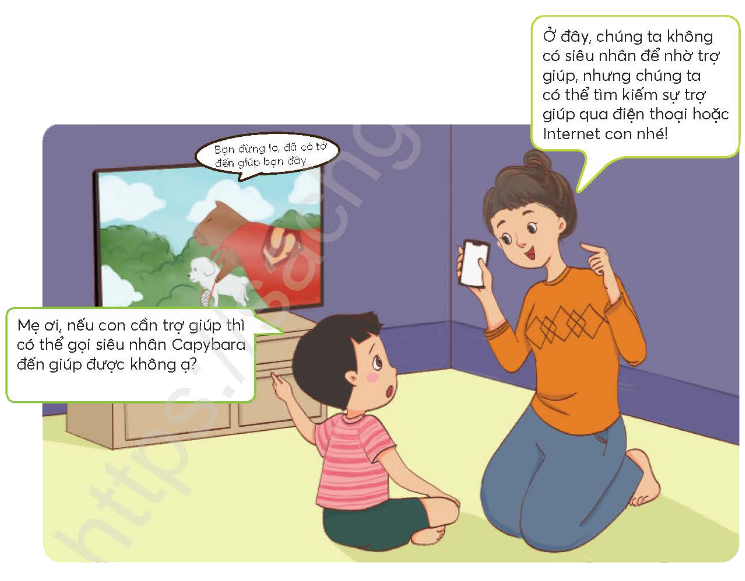 Ở đây, chúng ta không
có siêu nhân để nhờ trợ
giúp, nhưng chúng ta
có thể tìm kiếm sự trợ
giúp qua điện thoại hoặc
Internet con nhé!
Bạn đừng lo, đã có tớ
đến giúp bạn đây
Mẹ ơi, nếu con cần trợ giúp thì
có thể gọi siêu nhân Capybara
đến giúp được không ạ?
S